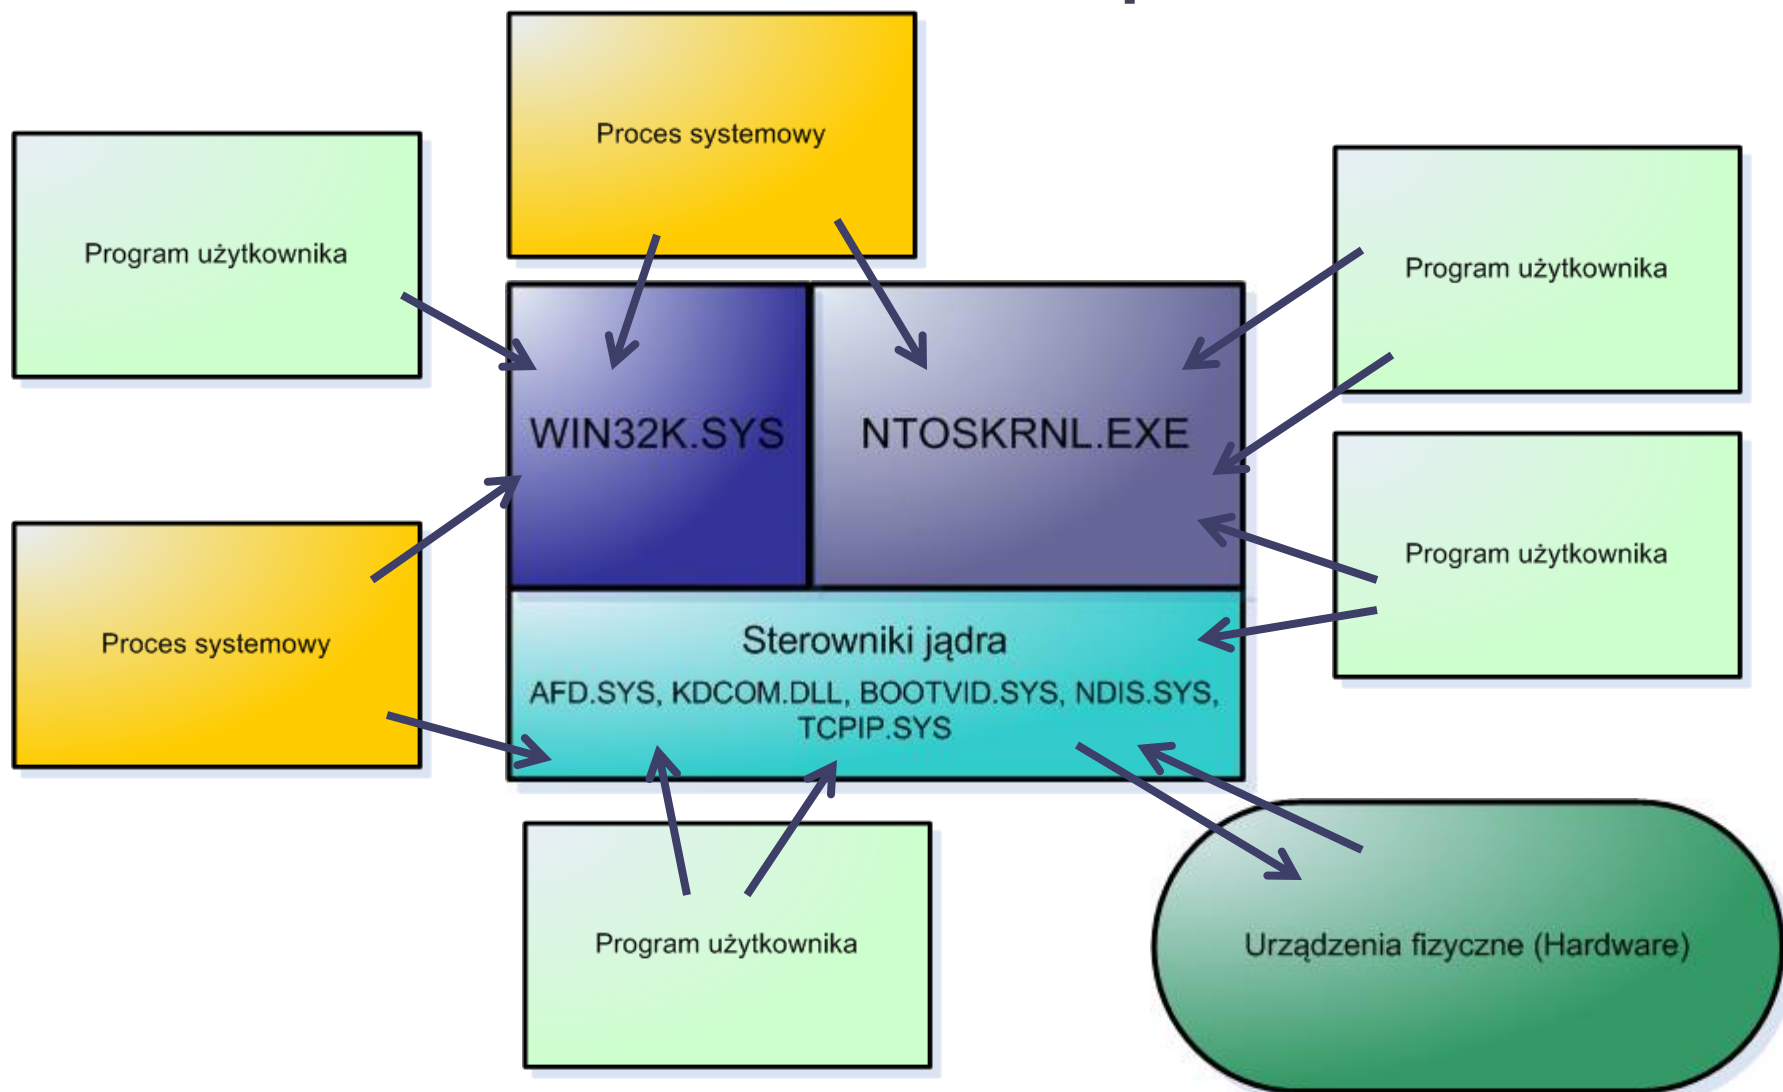 Proces systemowy
Program użytkownika
Program użytkownika
WIN32K.SYS
NTOSKRNL.EXE
Program użytkownika
Proces systemowy
Sterowniki jądra
AFD.SYS, KDCOM.DLL, BOOTVID.SYS, NDIS.SYS,
TCPIP.SYS
Program użytkownika
Urządzenia fizyczne (Hardware)